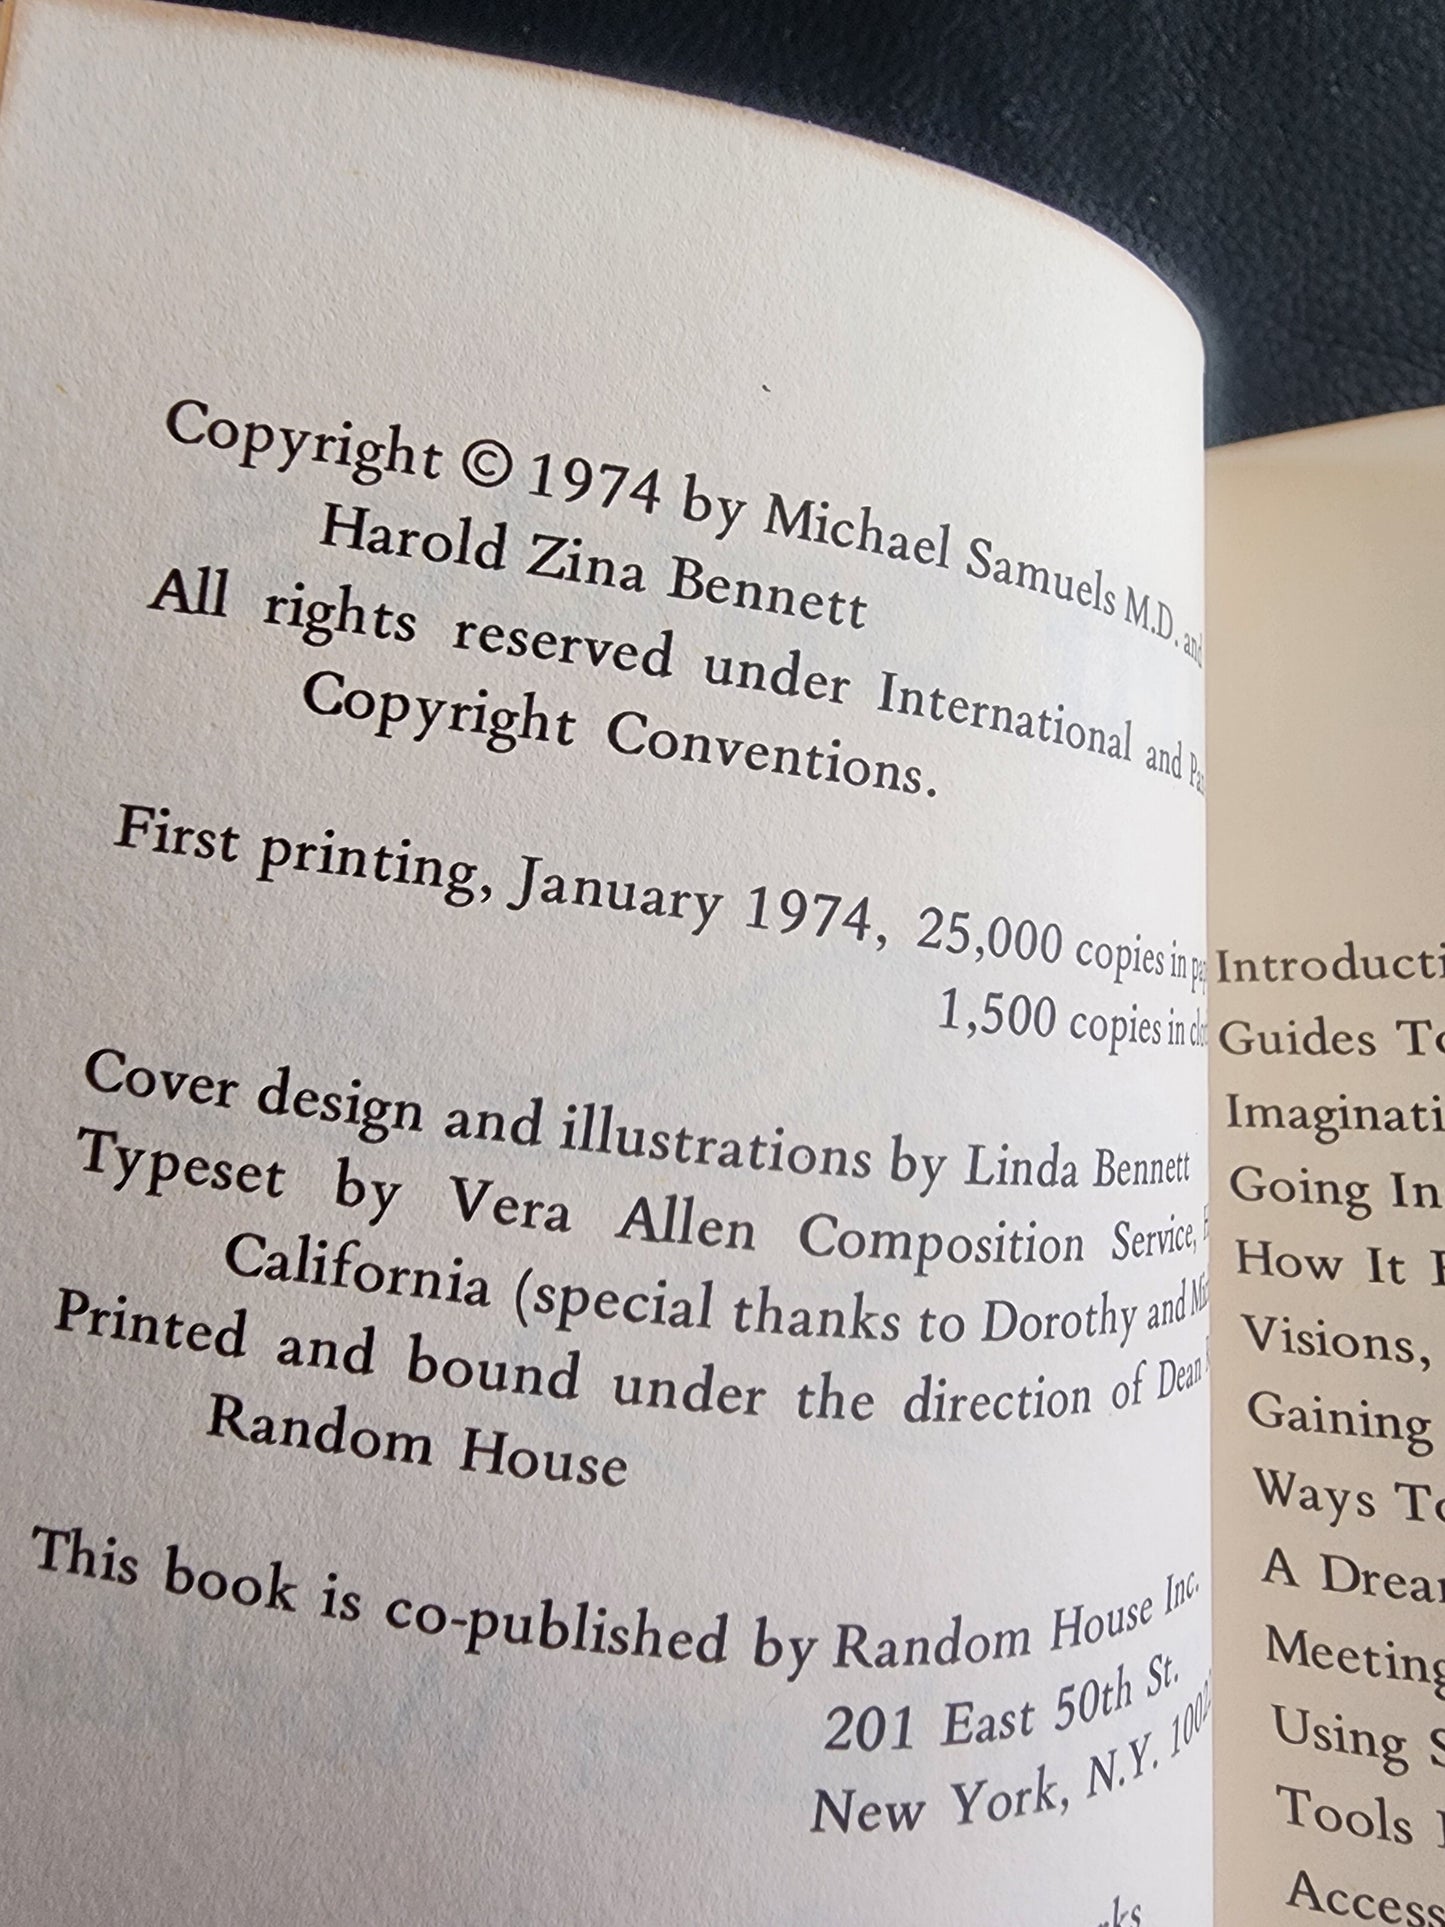 Copyright © 1974 by Michael Samuels M.D. and
Harold Zina Bennett
All rights reserved under International and
Copyright Conventions.
First printing, January 1974, 25,000 copies in
1,500 copies in
Cover design and illustrations by Linda Bennett
Typeset by Vera Allen Composition Service,
California (special thanks to Dorothy and
Printed and bound under the direction of Dean
Random House
This book is co-published by Random House Inc.
201 East 50th St.
New York, N.Y.
Guides
Going In
How It
Visions,
Gaining
Ways
A
Using
Tools